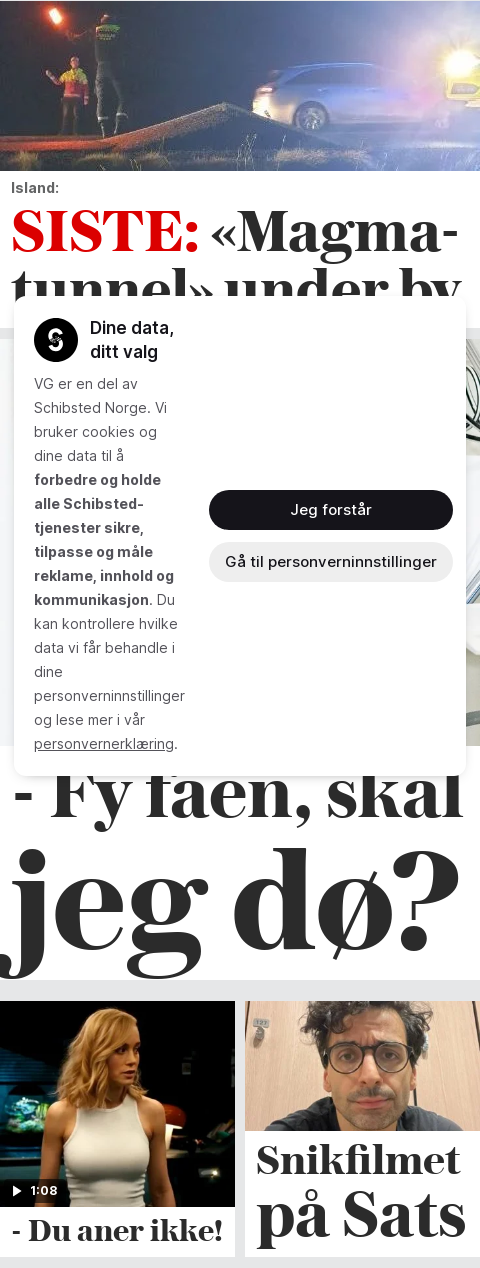 Island:
SISTE: «Magma-
tunnel» under by
Dine data,
ditt valg
VG er en del av
Schibsted Norge. Vi
bruker cookies og
dine data til å
forbedre og holde
alle Schibsted-
tjenester sikre,
tilpasse og måle
reklame, innhold og
kommunikasjon. Du
kan kontrollere hvilke
data vi får behandle i
dine
personverninnstillinger
og lese mer i vår
personvernerklæring.
Jeg forstår
Gå til personverninnstillinger
- Fy faen, skal
jeg dø?
1:08
- Du aner ikke!
Snikfilmet
på Sats